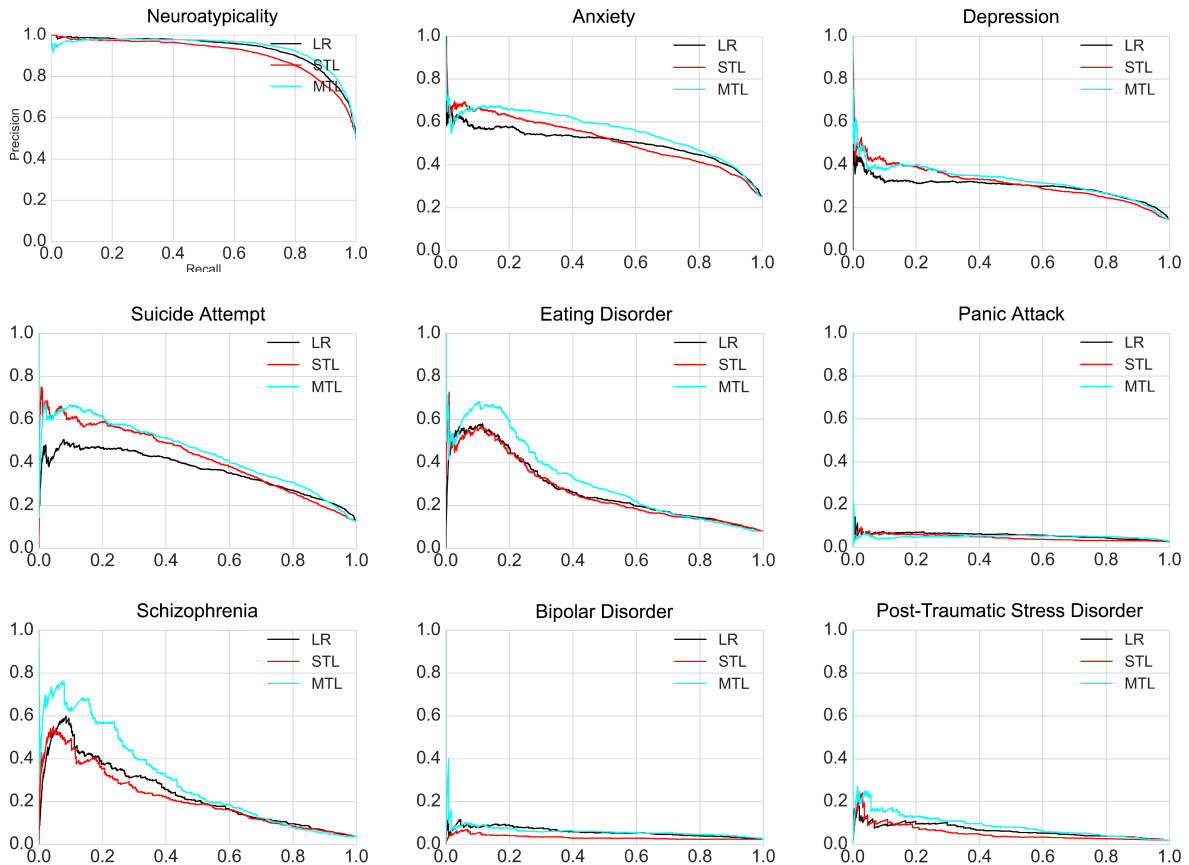 Neuroatypicality
1.0
0.8
0.6
0.4
0.2
0.0
Precision
0.0 0.2 0.4 0.6 0.8 1.0
Recall
LR
STL
MTL
Anxiety
1.0
0.8
0.6
0.4
0.2
0.0
0.0 0.2 0.4 0.6 0.8 1.0
LR
STL
MTL
Depression
1.0
0.8
0.6
0.4
0.2
0.0
0.0 0.2 0.4 0.6 0.8 1.0
LR
STL
MTL
Suicide Attempt
1.0
0.8
0.6
0.4
0.2
0.0
0.0 0.2 0.4 0.6 0.8 1.0
LR
STL
MTL
Eating Disorder
1.0
0.8
0.6
0.4
0.2
0.0
0.0 0.2 0.4 0.6 0.8 1.0
LR
STL
MTL
Panic Attack
1.0
0.8
0.6
0.4
0.2
0.0
0.0 0.2 0.4 0.6 0.8 1.0
LR
STL
MTL
Schizophrenia
1.0
0.8
0.6
0.4
0.2
0.0
0.0 0.2 0.4 0.6 0.8 1.0
LR
STL
MTL
Bipolar Disorder
1.0
0.8
0.6
0.4
0.2
0.0
0.0 0.2 0.4 0.6 0.8 1.0
LR
STL
MTL
Post-Traumatic Stress Disorder
1.0
0.8
0.6
0.4
0.2
0.0
0.0 0.2 0.4 0.6 0.8 1.0
LR
STL
MTL